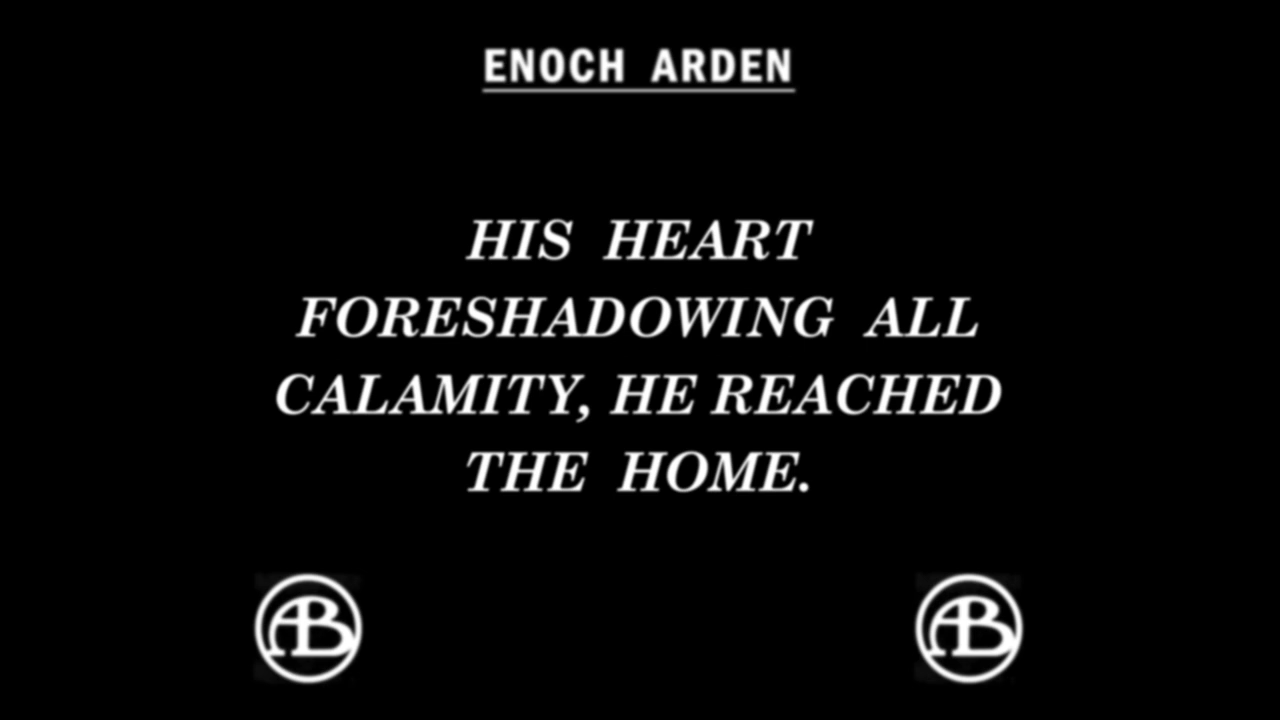 ENOCH ARDEN
HIS HEART
FORESHADOWING ALL
CALAMITY, HE REACHED
THE HOME.
AB AB